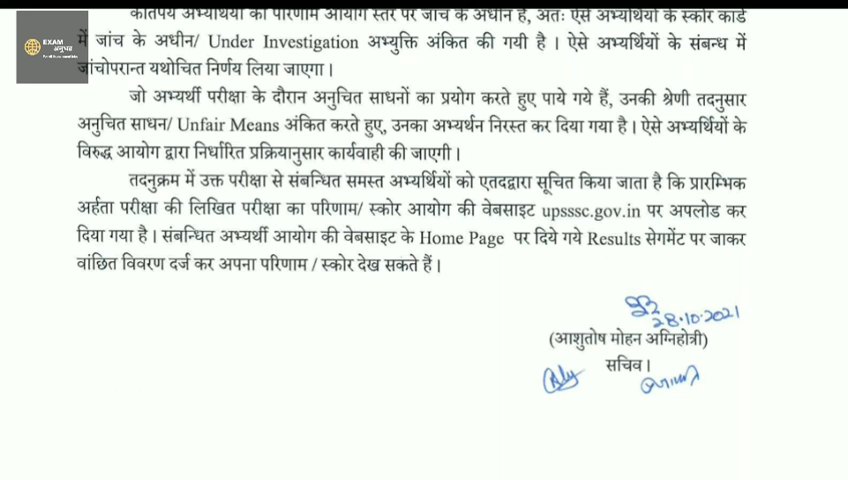 EXAM
अनुभव
कतिपय अभ्यर्थियों का परिणाम आयोग स्तर पर जांच के अधीन है, अतः ऐसे अभ्यर्थियों के स्कोर कार्ड
में जांच के अधीन/ Under Investigation अभ्युक्ति अंकित की गयी है। ऐसे अभ्यर्थियों के सम्बन्ध में
जांचोपरान्त यथोचित निर्णय लिया जाएगा।
जो अभ्यर्थी परीक्षा के दौरान अनुचित साधनों का प्रयोग करते हुए पाये गये हैं, उनकी श्रेणी तदनुसार
अनुचित साधन/ Unfair Means अंकित करते हुए, उनका अभ्यर्थन निरस्त कर दिया गया है। ऐसे अभ्यर्थियों के
विरुद्ध आयोग द्वारा निर्धारित प्रक्रियानुसार कार्यवाही की जाएगी।
तदनुक्रम में उक्त परीक्षा से संबन्धित समस्त अभ्यर्थियों को एतदद्वारा सूचित किया जाता है कि प्रारम्भिक
अर्हता परीक्षा की लिखित परीक्षा का परिणाम/ स्कोर आयोग की वेबसाइट upsssc.gov.in पर अपलोड कर
दिया गया है। संबन्धित अभ्यर्थी आयोग की वेबसाइट के Home Page पर दिये गये Results सेगमेंट पर जाकर
वांछित विवरण दर्ज कर अपना परिणाम / स्कोर देख सकते हैं।
28.10.2021
(आशुतोष मोहन अग्निहोत्री)
सचिव।